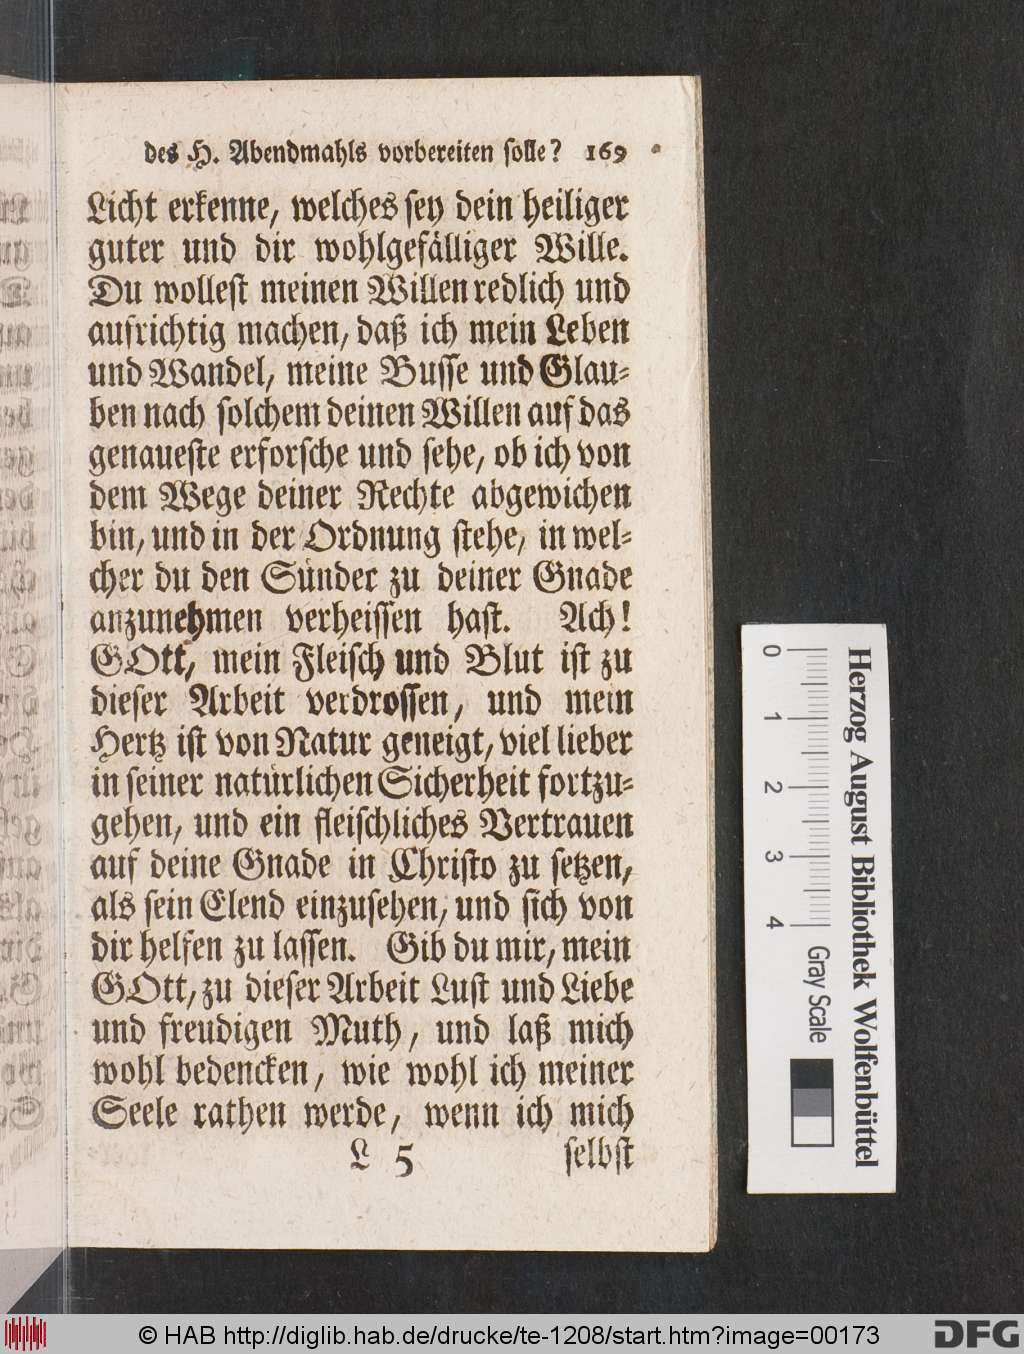 des H. Abendmahls vorbereiten solle? 169
Licht erkenne, welches sey dein heiliger
guter und dir wohlgefälliger Wille.
Du wollest meinen Willen redlich und
aufrichtig machen, daß ich mein Leben
und Wandel, meine Busse und Glau-
ben nach solchem deinen Willen auf das
genaueste erforsche und sehe, ob ich von
dem Wege deiner Rechte abgewichen
bin, und in der Ordnung stehe, in wel-
cher du den Sünder zu deiner Gnade
anzunehmen verheissen hast. Ach!
GOtt, mein Fleisch und Blut ist zu
dieser Arbeit verdrossen, und mein
Hertz ist von Natur geneigt, viel lieber
in seiner natürlichen Sicherheit fortzu-
gehen, und ein fleischliches Vertrauen
auf deine Gnade in Christo zu setzen,
als sein Elend einzusehen, und sich von
dir helfen zu lassen. Gib du mir, mein
GOtt, zu dieser Arbeit Lust und Liebe
und freudigen Muth, und laß mich
wohl bedencken, wie wohl ich meiner
Seele rathen werde, wenn ich mich
L 5 selbst
Herzog August Bibliothek Wolfenbüttel
0 1 2 3 4 Gray Scale
© HAB http://diglib.hab.de/drucke/te-1208/start.htm?image=00173
DFG